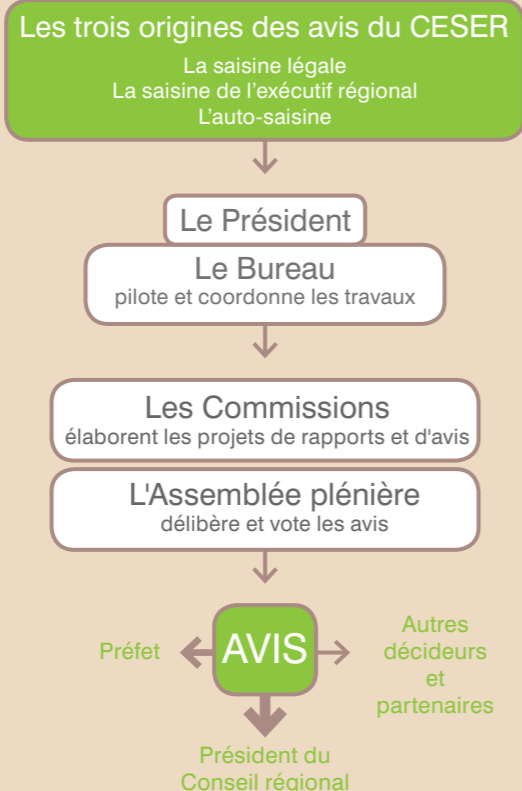 Les trois origines des avis du CESER
La saisine légale
La saisine de l'exécutif régional
L'auto-saisine
Le Président
Le Bureau
pilote et coordonne les travaux
Les Commissions
élaborent les projets de rapports et d'avis
L'Assemblée plénière
délibère et vote les avis
Préfet
AVIS
Autres
décideurs
et
partenaires
Président du
Conseil régional